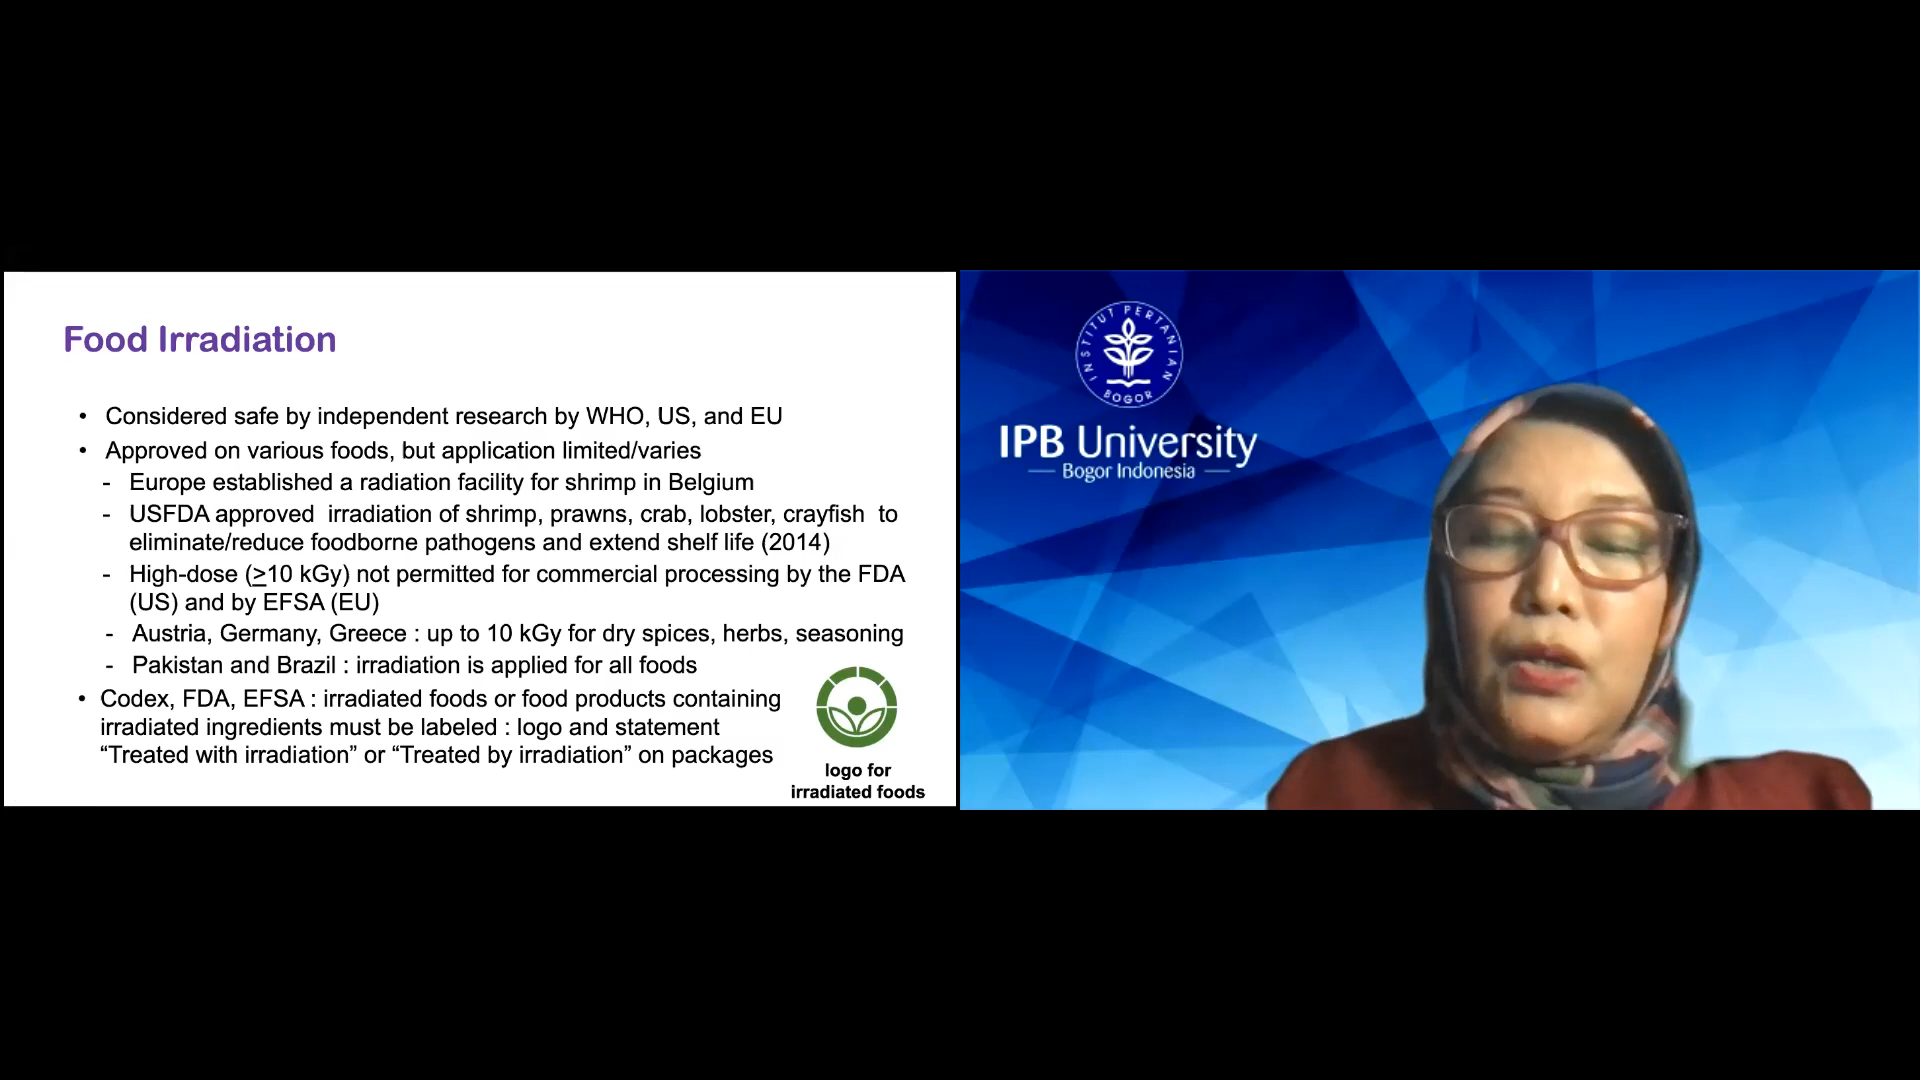 Food Irradiation
• Considered safe by independent research by WHO, US, and EU
• Approved on various foods, but application limited/varies
- Europe established a radiation facility for shrimp in Belgium
- USFDA approved irradiation of shrimp, prawns, crab, lobster, crayfish to
eliminate/reduce foodborne pathogens and extend shelf life (2014)
- High-dose (≥10 kGy) not permitted for commercial processing by the FDA
(US) and by EFSA (EU)
- Austria, Germany, Greece : up to 10 kGy for dry spices, herbs, seasoning
- Pakistan and Brazil : irradiation is applied for all foods
• Codex, FDA, EFSA : irradiated foods or food products containing
irradiated ingredients must be labeled : logo and statement
“Treated with irradiation” or “Treated by irradiation” on packages
logo for
irradiated foods
INSTITUT PERTANIAN
BOGOR
IPB University
Bogor Indonesia